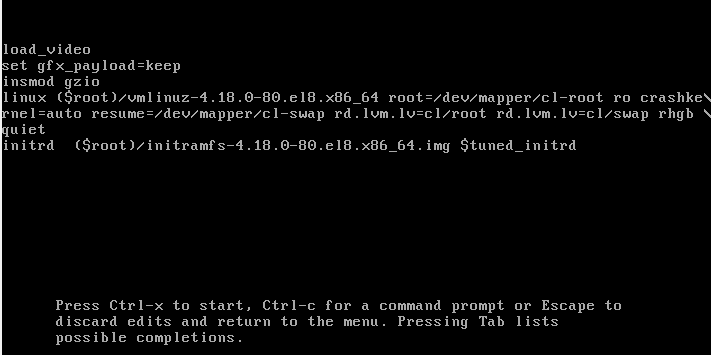 load_video
set gfx_payload=keep
insmod gzio
linux ($root)/vmlinuz-4.18.0-80.el8.x86_64 root=/dev/mapper/cl-root ro crashke\
rnel=auto resume=/dev/mapper/cl-swap rd.lvm.lv=cl/root rd.lvm.lv=cl/swap rhgb \
quiet
initrd  ($root)/initramfs-4.18.0-80.el8.x86_64.img $tuned_initrd
Press Ctrl-x to start, Ctrl-c for a command prompt or Escape to
discard edits and return to the menu. Pressing Tab lists
possible completions.